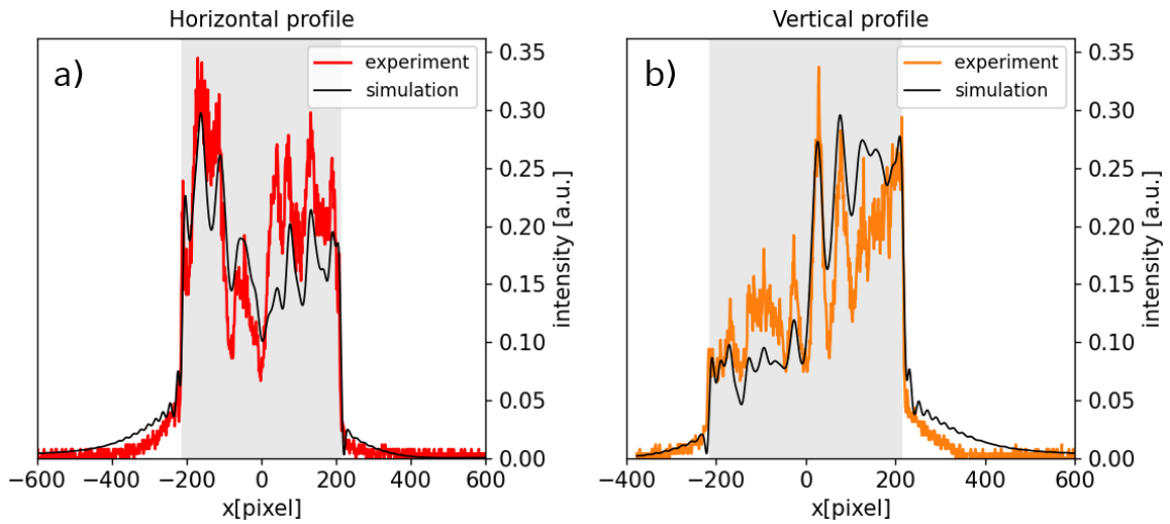 Horizontal profile
a)
experiment
simulation
0.35
0.30
0.25
0.20
0.15
0.10
0.05
0.00
intensity [a.u.]
−600 −400 −200 0 200 400 600
x[pixel]
Vertical profile
b)
experiment
simulation
0.35
0.30
0.25
0.20
0.15
0.10
0.05
0.00
intensity [a.u.]
−400 −200 0 200 400 600
x[pixel]